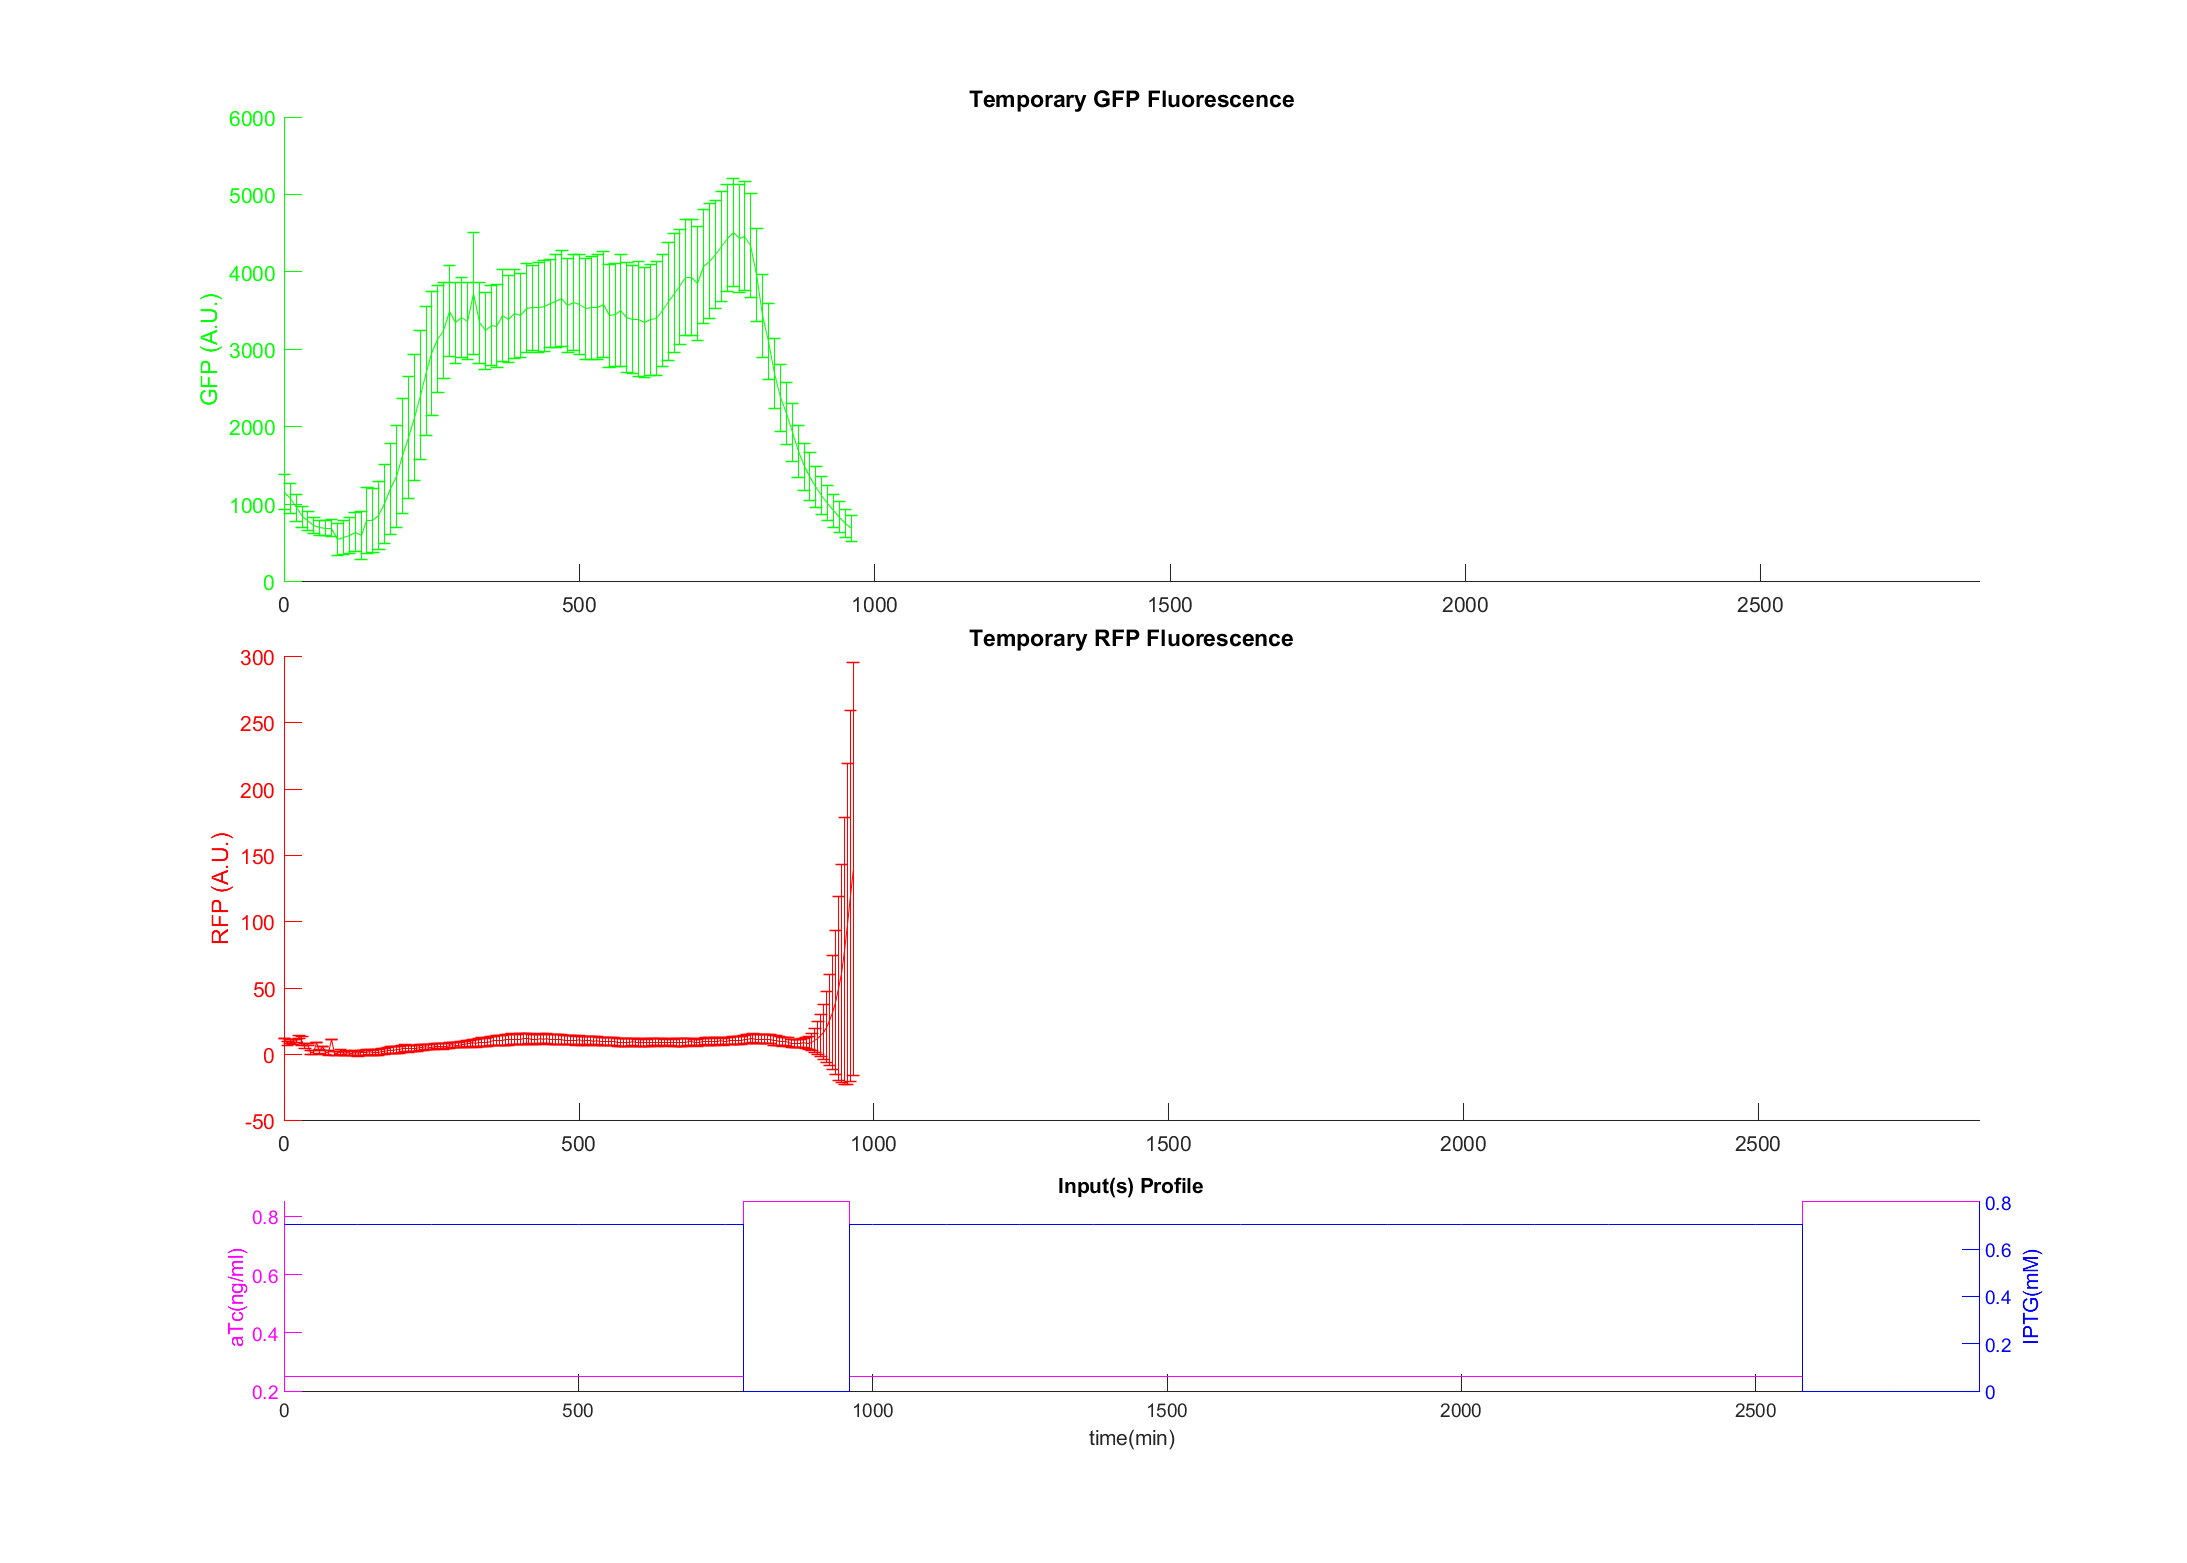 Temporary GFP Fluorescence
6000
5000
4000
3000
2000
1000
0
GFP (A.U.)
0 500 1000 1500 2000 2500
Temporary RFP Fluorescence
300
250
200
150
100
50
0
-50
RFP (A.U.)
0 500 1000 1500 2000 2500
Input(s) Profile
0.8
0.6
0.4
0.2
aTc(ng/ml)
0.8
0.6
0.4
0.2
0
IPTG(mM)
0 500 1000 1500 2000 2500
time(min)